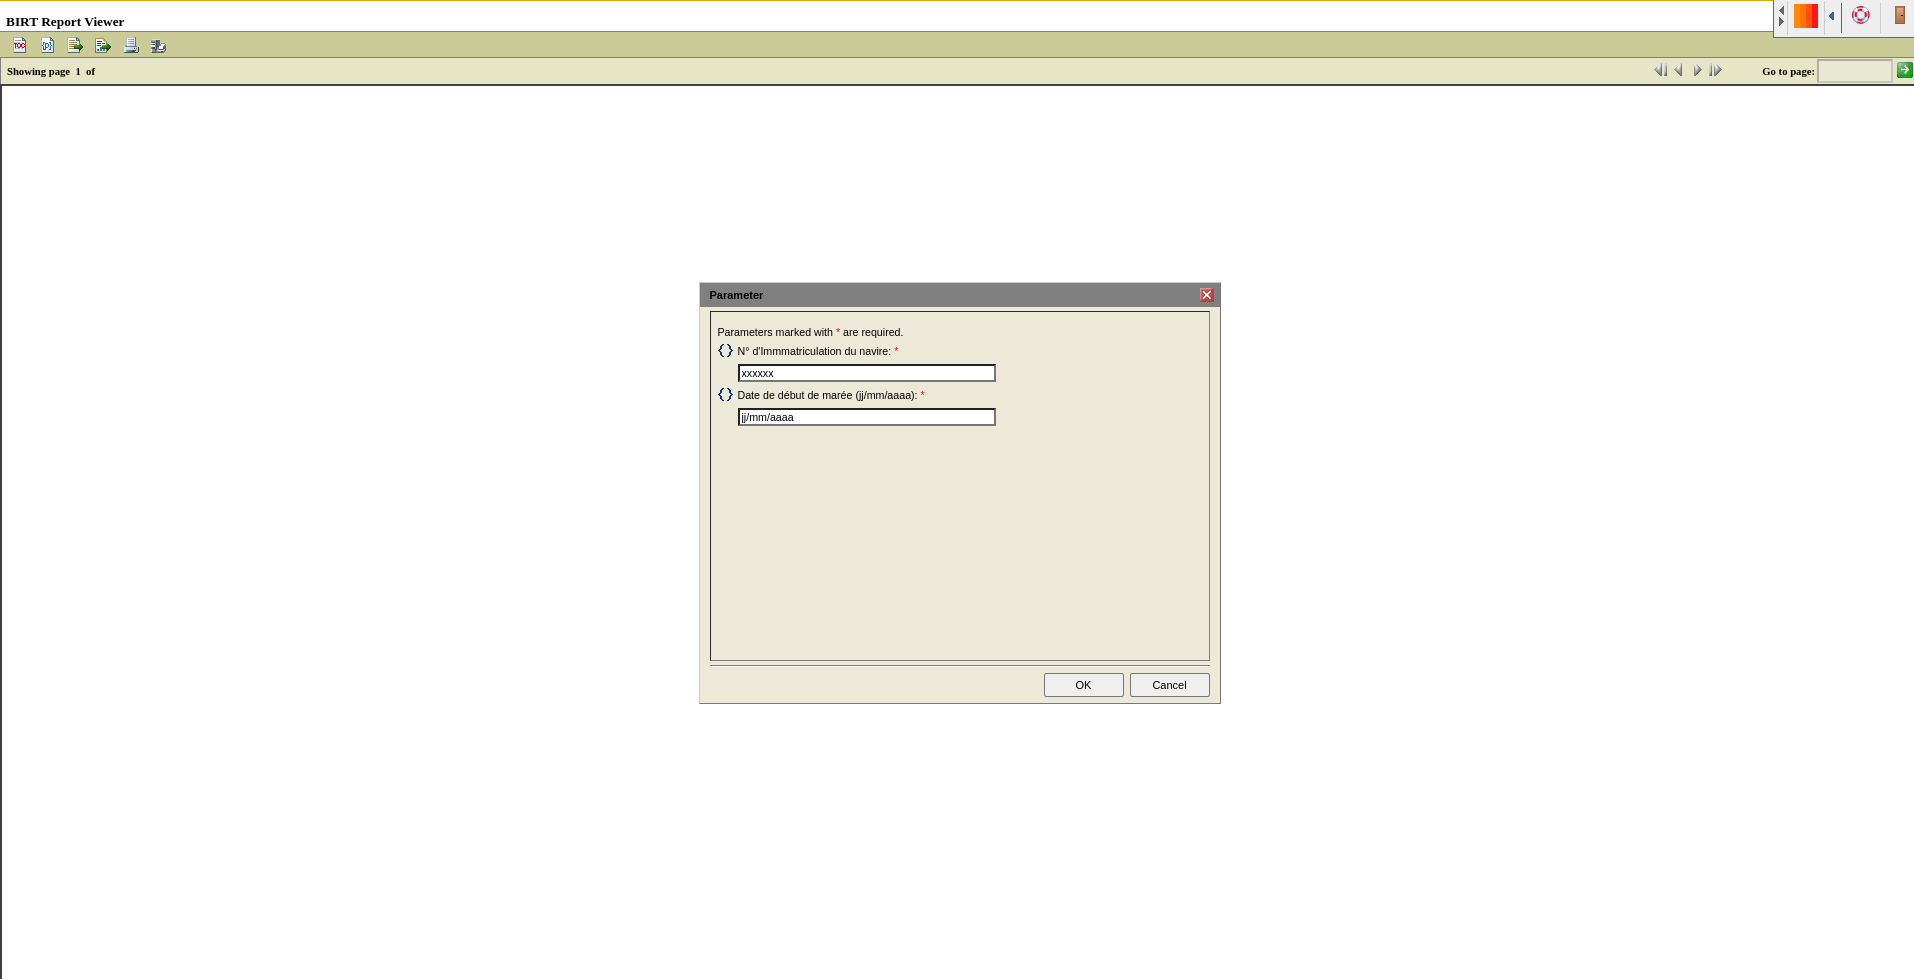 BIRT Report Viewer
TOC
{p}
Showing page 1 of
Go to page:
Parameter
Parameters marked with * are required.
N° d'Immmatriculation du navire: *
xxxxxx
Date de début de marée (jj/mm/aaaa): *
jj/mm/aaaa
OK Cancel